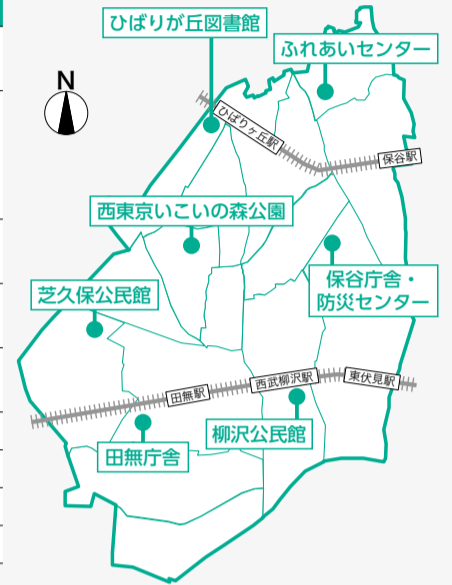 ひばりが丘図書館
ふれあいセンター
N
ひばりヶ丘駅
保谷駅
西東京いこいの森公園
保谷庁舎・
防災センター
芝久保公民館
田無駅
西武柳沢駅
東伏見駅
柳沢公民館
田無庁舎